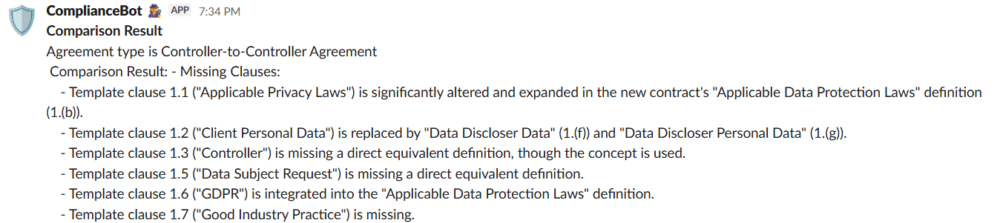 ComplianceBot APP 7:34 PM
Comparison Result
Agreement type is Controller-to-Controller Agreement
Comparison Result: - Missing Clauses:
- Template clause 1.1 ("Applicable Privacy Laws") is significantly altered and expanded in the new contract's "Applicable Data Protection Laws" definition
(1.(b)).
- Template clause 1.2 ("Client Personal Data") is replaced by "Data Discloser Data" (1.(f)) and "Data Discloser Personal Data" (1.(g)).
- Template clause 1.3 ("Controller") is missing a direct equivalent definition, though the concept is used.
- Template clause 1.5 ("Data Subject Request") is missing a direct equivalent definition.
- Template clause 1.6 ("GDPR") is integrated into the "Applicable Data Protection Laws" definition.
- Template clause 1.7 ("Good Industry Practice") is missing.